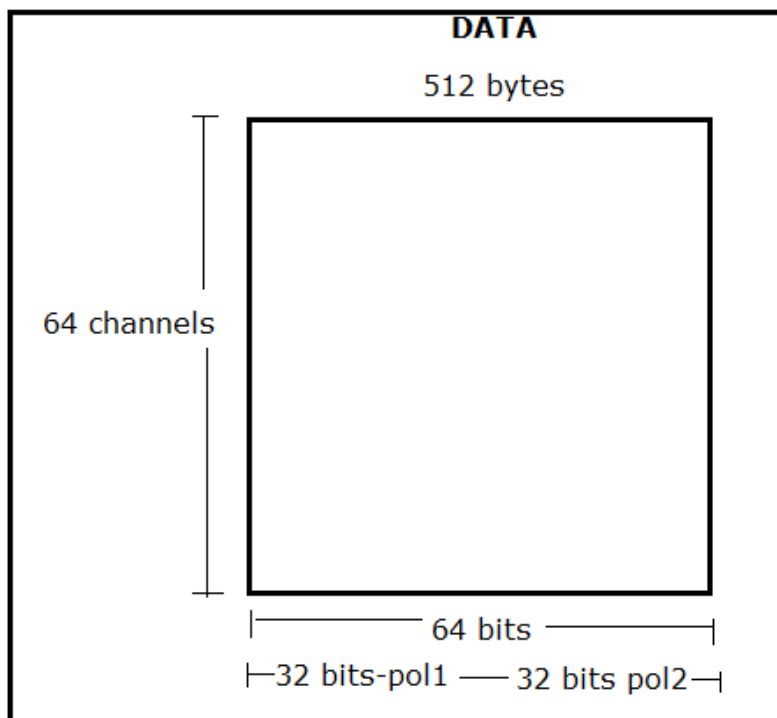 DATA
512 bytes
64 channels
64 bits
32 bits-pol1 32 bits pol2